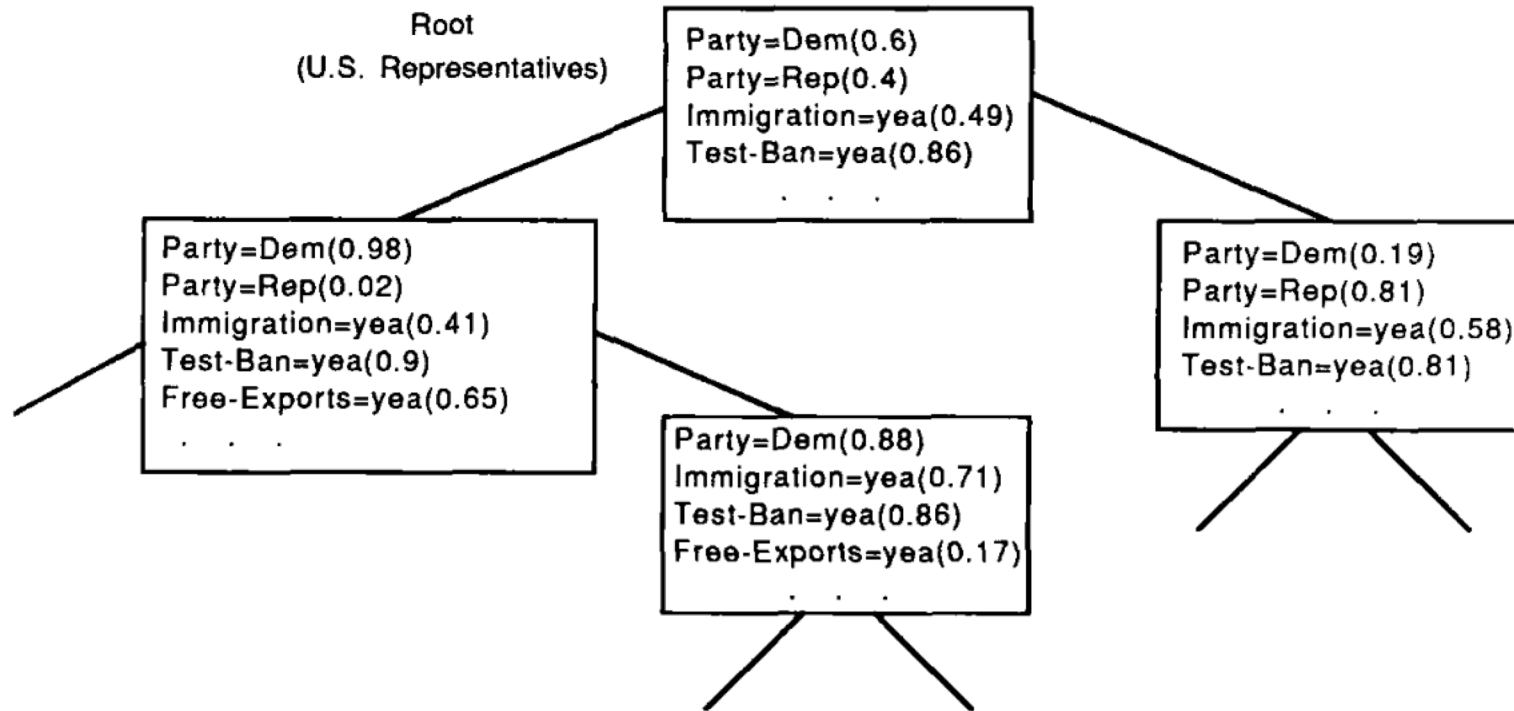 Root
(U.S. Representatives)
Party=Dem(0.6)
Party=Rep(0.4)
Immigration=yea(0.49)
Test-Ban=yea(0.86)
. . .
Party=Dem(0.98)
Party=Rep(0.02)
Immigration=yea(0.41)
Test-Ban=yea(0.9)
Free-Exports=yea(0.65)
. . .
Party=Dem(0.19)
Party=Rep(0.81)
Immigration=yea(0.58)
Test-Ban=yea(0.81)
. . .
Party=Dem(0.88)
Immigration=yea(0.71)
Test-Ban=yea(0.86)
Free-Exports=yea(0.17)
. . .